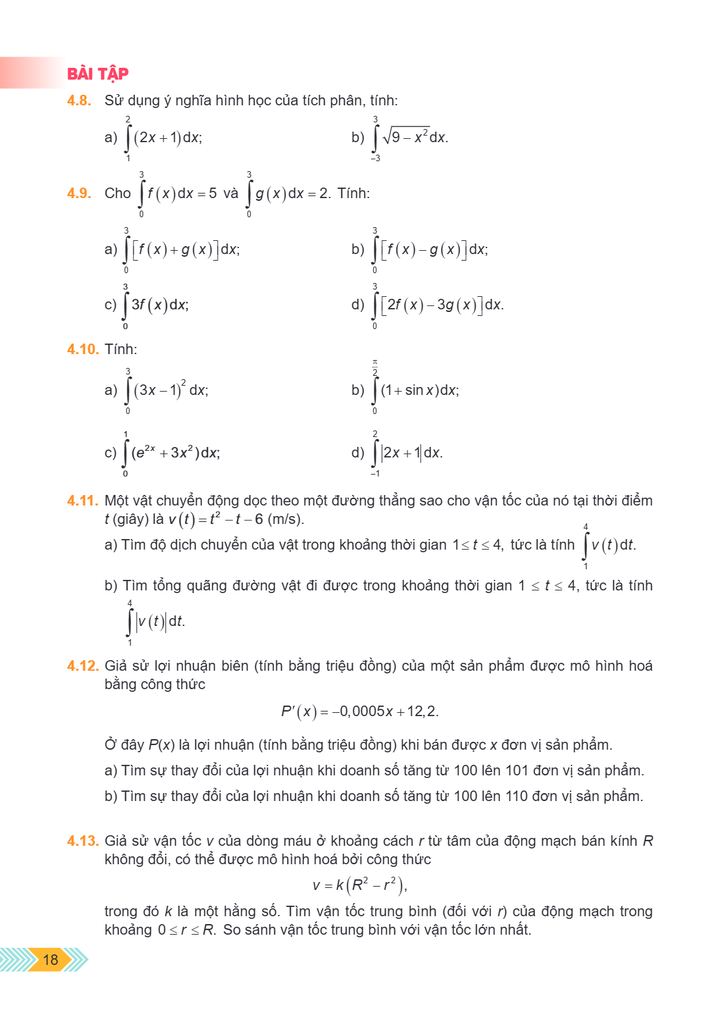 BÀI TẬP
4.8. Sử dụng ý nghĩa hình học của tích phân, tính:
a) ∫₁² (2x + 1)dx; b) ∫₋₃³ √(9 − x²)dx.
4.9. Cho ∫₀³ f(x)dx = 5 và ∫₀³ g(x)dx = 2. Tính:
a) ∫₀³ [f(x) + g(x)]dx; b) ∫₀³ [f(x) − g(x)]dx;
c) ∫₀³ 3f(x)dx; d) ∫₀³ [2f(x) − 3g(x)]dx.
4.10. Tính:
a) ∫₀³ (3x − 1)² dx; b) ∫₀^(π/2) (1 + sin x)dx;
c) ∫₀¹ (e²ˣ + 3x²)dx; d) ∫₋₁² |2x + 1|dx.
4.11. Một vật chuyển động dọc theo một đường thẳng sao cho vận tốc của nó tại thời điểm
t (giây) là v(t) = t² − t − 6 (m/s).
a) Tìm độ dịch chuyển của vật trong khoảng thời gian 1 ≤ t ≤ 4, tức là tính ∫₁⁴ v(t)dt.
b) Tìm tổng quãng đường vật đi được trong khoảng thời gian 1 ≤ t ≤ 4, tức là tính
∫₁⁴ |v(t)|dt.
4.12. Giả sử lợi nhuận biên (tính bằng triệu đồng) của một sản phẩm được mô hình hoá
bằng công thức
P′(x) = −0,0005x + 12,2.
Ở đây P(x) là lợi nhuận (tính bằng triệu đồng) khi bán được x đơn vị sản phẩm.
a) Tìm sự thay đổi của lợi nhuận khi doanh số tăng từ 100 lên 101 đơn vị sản phẩm.
b) Tìm sự thay đổi của lợi nhuận khi doanh số tăng từ 100 lên 110 đơn vị sản phẩm.
4.13. Giả sử vận tốc v của dòng máu ở khoảng cách r từ tâm của động mạch bán kính R
không đổi, có thể được mô hình hoá bởi công thức
v = k(R² − r²),
trong đó k là một hằng số. Tìm vận tốc trung bình (đối với r) của động mạch trong
khoảng 0 ≤ r ≤ R. So sánh vận tốc trung bình với vận tốc lớn nhất.
18